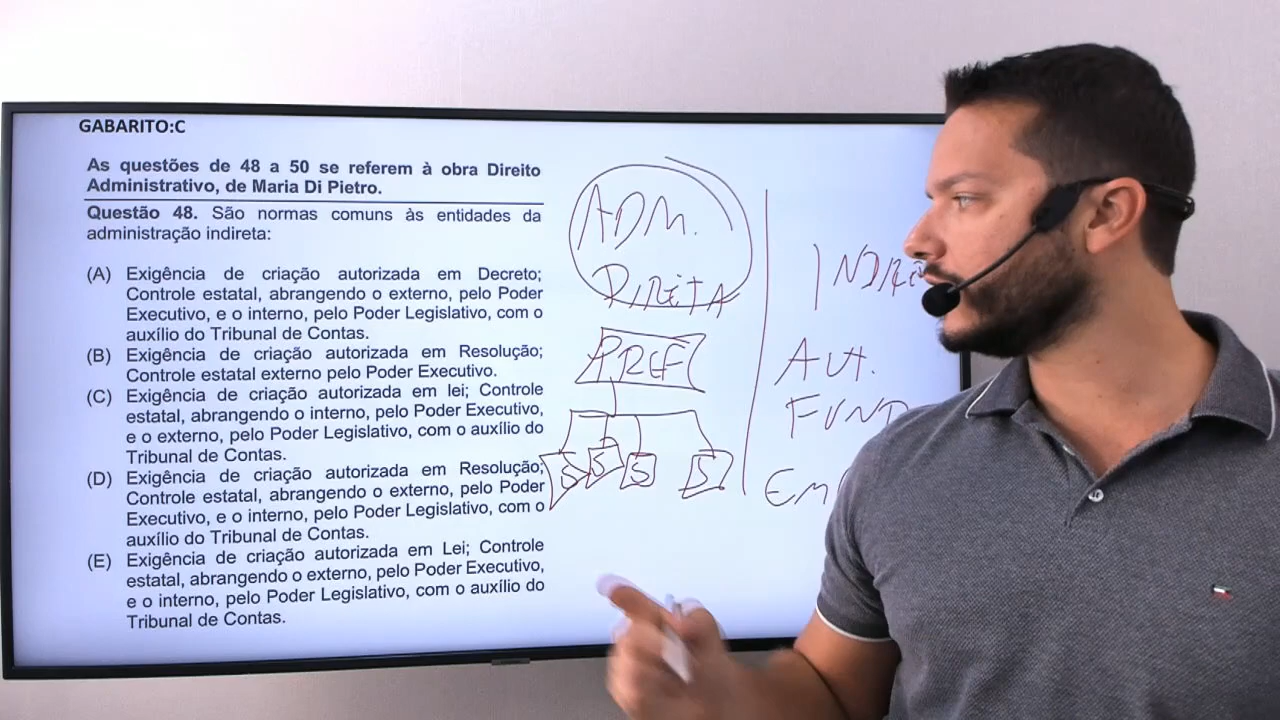 GABARITO:C
As questões de 48 a 50 se referem à obra Direito
Administrativo, de Maria Di Pietro.
Questão 48. São normas comuns às entidades da
administração indireta:
(A) Exigência de criação autorizada em Decreto;
Controle estatal, abrangendo o externo, pelo Poder
Executivo, e o interno, pelo Poder Legislativo, com o
auxílio do Tribunal de Contas.
(B) Exigência de criação autorizada em Resolução;
Controle estatal externo pelo Poder Executivo.
(C) Exigência de criação autorizada em lei; Controle
estatal, abrangendo o interno, pelo Poder Executivo,
e o externo, pelo Poder Legislativo, com o auxílio do
Tribunal de Contas.
(D) Exigência de criação autorizada em Resolução;
Controle estatal, abrangendo o externo, pelo Poder
Executivo, e o interno, pelo Poder Legislativo, com o
auxílio do Tribunal de Contas.
(E) Exigência de criação autorizada em Lei; Controle
estatal, abrangendo o externo, pelo Poder Executivo,
e o interno, pelo Poder Legislativo, com o auxílio do
Tribunal de Contas.
ADM.
DIRETA
PREF
S S S S
AUT.
FUND